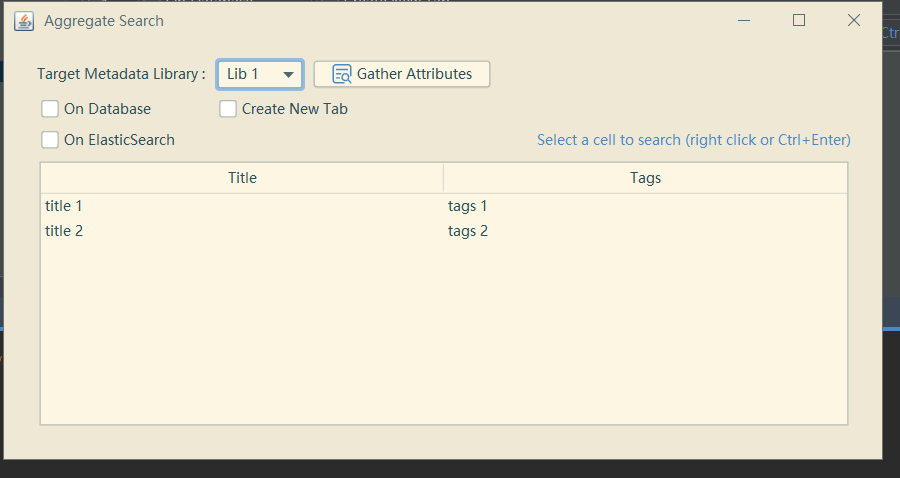 Aggregate Search
Ctr
Target Metadata Library : Lib 1 Gather Attributes
On Database Create New Tab
On ElasticSearch Select a cell to search (right click or Ctrl+Enter)
Title Tags
title 1 tags 1
title 2 tags 2